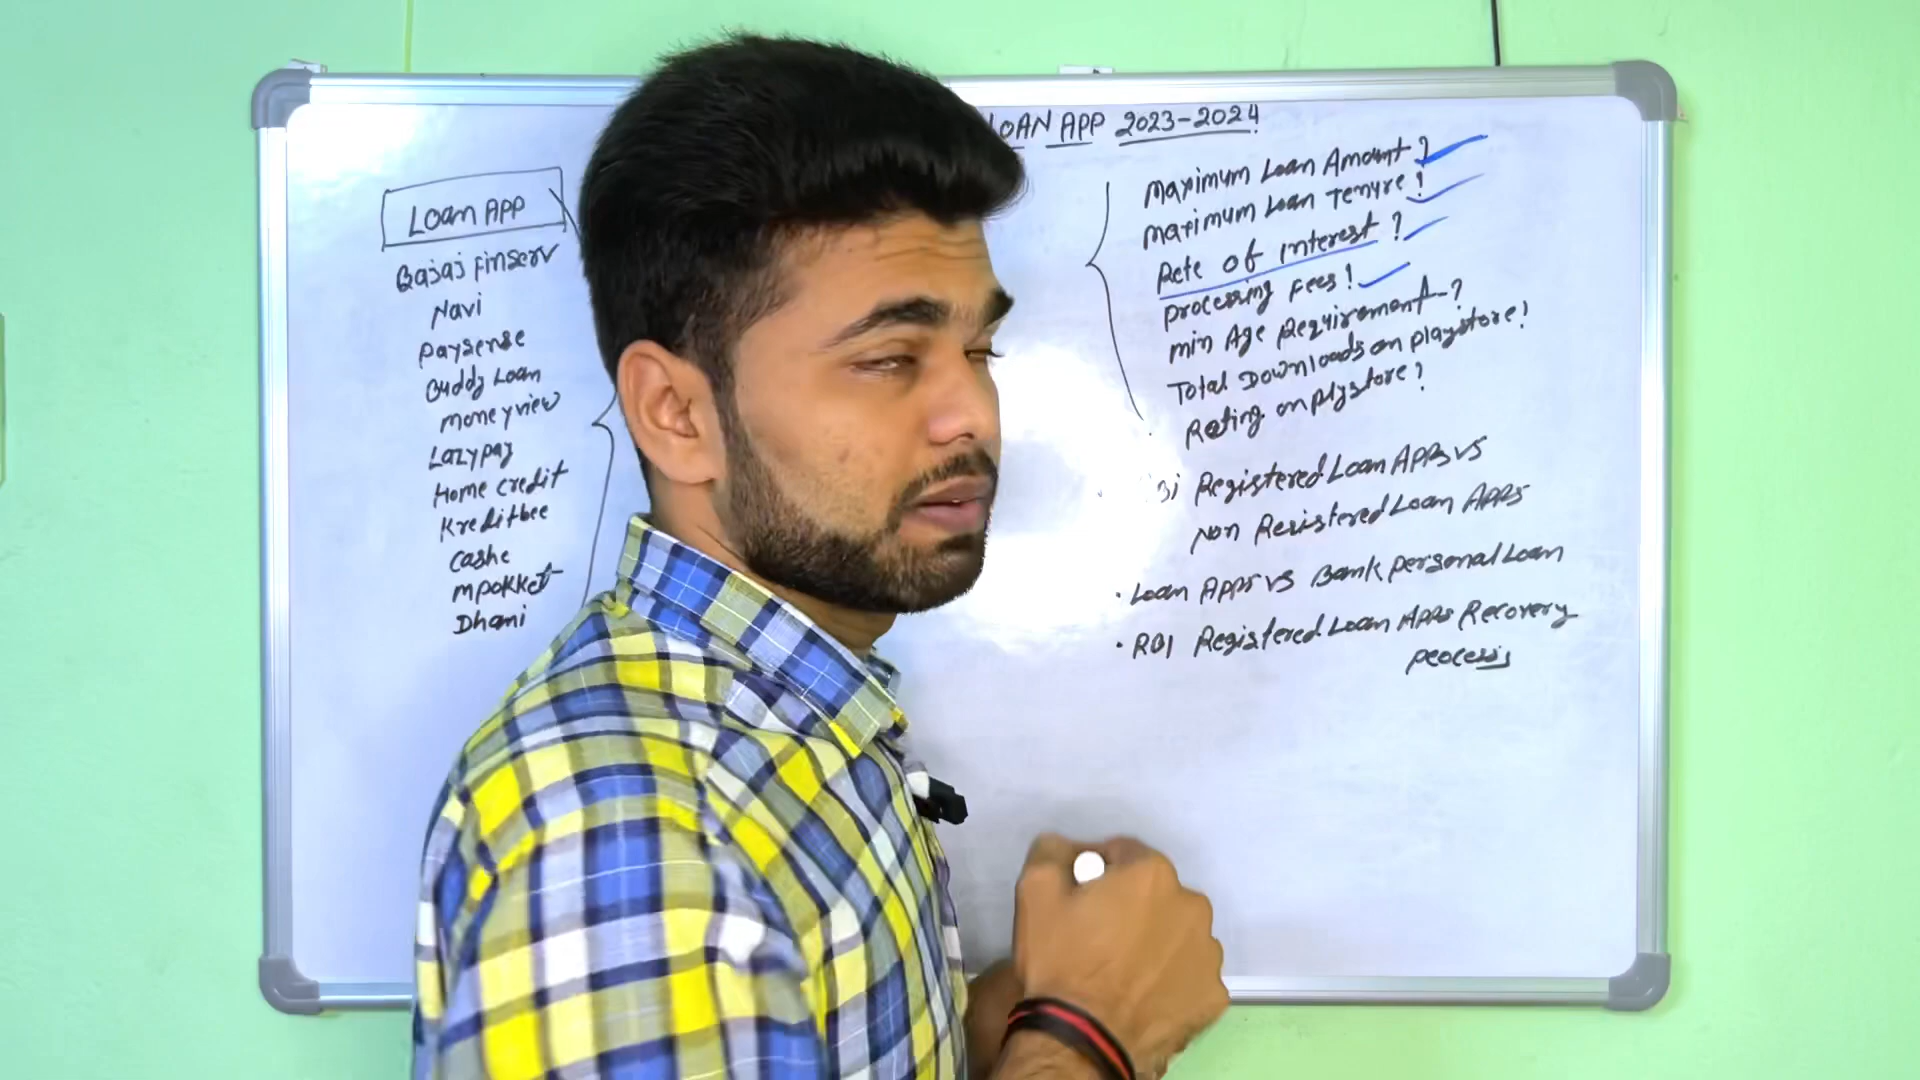 LOAN APP 2023-2024
Loan APP
Bajaj Finserv
Navi
Paysense
Buddy Loan
moneyview
Lazypay
Home credit
Kreditbee
Cashe
mpokket
Dhani
Maximum Loan Amount ?
Maximum Loan Tenure !
Rete of interest ?
processing Fees !
min Age Requirement - ?
Total Downloads on playstore !
Rating on plystore ?
Registered Loan APPs VS
Non Registered Loan APPs
• Loan APPs VS Bank personal Loan
• RBI Registered Loan APPs Recovery
process